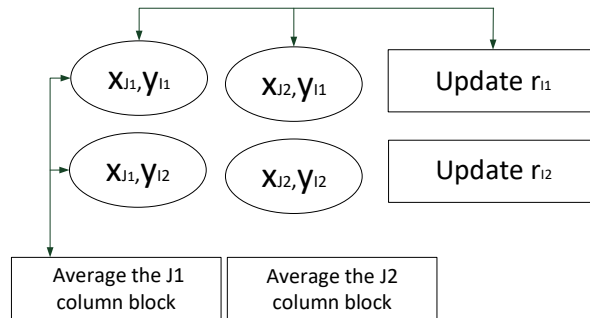 xJ1,yI1
xJ2,yI1
Update rI1
xJ1,yI2
xJ2,yI2
Update rI2
Average the J1
column block
Average the J2
column block